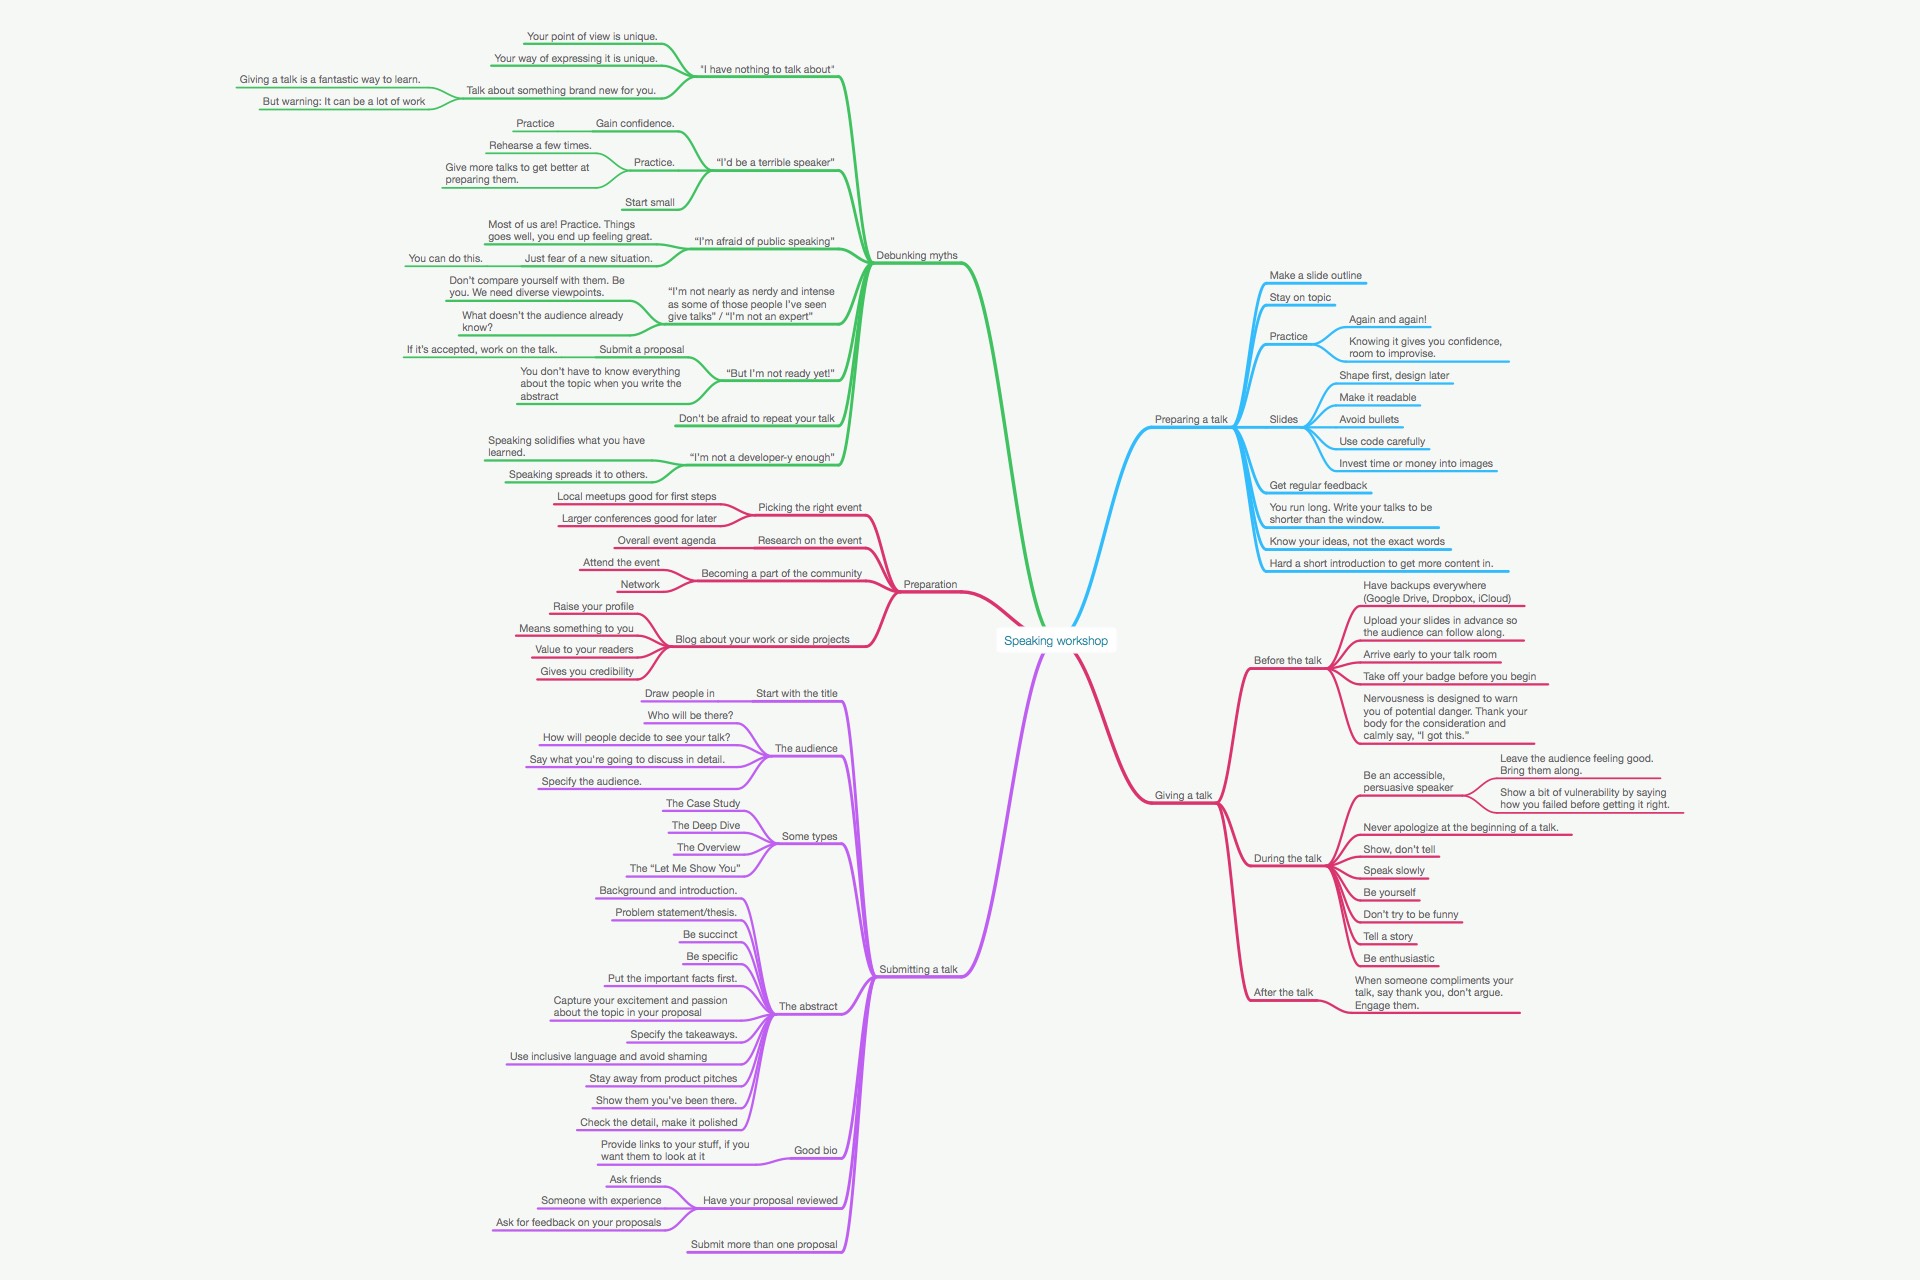 Speaking workshop
Debunking myths
"I have nothing to talk about"
Your point of view is unique.
Your way of expressing it is unique.
Talk about something brand new for you.
Giving a talk is a fantastic way to learn.
But warning: It can be a lot of work
“I'd be a terrible speaker”
Gain confidence.
Practice
Practice.
Rehearse a few times.
Give more talks to get better at
preparing them.
Start small
“I'm afraid of public speaking”
Most of us are! Practice. Things
goes well, you end up feeling great.
Just fear of a new situation.
You can do this.
“I'm not nearly as nerdy and intense
as some of those people I've seen
give talks” / “I'm not an expert”
Don't compare yourself with them. Be
you. We need diverse viewpoints.
What doesn't the audience already
know?
“But I'm not ready yet!”
Submit a proposal
If it's accepted, work on the talk.
You don't have to know everything
about the topic when you write the
abstract
Don't be afraid to repeat your talk
“I'm not a developer-y enough”
Speaking solidifies what you have
learned.
Speaking spreads it to others.
Preparation
Picking the right event
Local meetups good for first steps
Larger conferences good for later
Research on the event
Overall event agenda
Becoming a part of the community
Attend the event
Network
Blog about your work or side projects
Raise your profile
Means something to you
Value to your readers
Gives you credibility
Submitting a talk
Start with the title
Draw people in
The audience
Who will be there?
How will people decide to see your talk?
Say what you're going to discuss in detail.
Specify the audience.
Some types
The Case Study
The Deep Dive
The Overview
The “Let Me Show You”
The abstract
Background and introduction.
Problem statement/thesis.
Be succinct
Be specific
Put the important facts first.
Capture your excitement and passion
about the topic in your proposal
Specify the takeaways.
Use inclusive language and avoid shaming
Stay away from product pitches
Show them you've been there.
Check the detail, make it polished
Good bio
Provide links to your stuff, if you
want them to look at it
Have your proposal reviewed
Ask friends
Someone with experience
Ask for feedback on your proposals
Submit more than one proposal
Preparing a talk
Make a slide outline
Stay on topic
Practice
Again and again!
Knowing it gives you confidence,
room to improvise.
Slides
Shape first, design later
Make it readable
Avoid bullets
Use code carefully
Invest time or money into images
Get regular feedback
You run long. Write your talks to be
shorter than the window.
Know your ideas, not the exact words
Hard a short introduction to get more content in.
Giving a talk
Before the talk
Have backups everywhere
(Google Drive, Dropbox, iCloud)
Upload your slides in advance so
the audience can follow along.
Arrive early to your talk room
Take off your badge before you begin
Nervousness is designed to warn
you of potential danger. Thank your
body for the consideration and
calmly say, “I got this.”
During the talk
Be an accessible,
persuasive speaker
Leave the audience feeling good.
Bring them along.
Show a bit of vulnerability by saying
how you failed before getting it right.
Never apologize at the beginning of a talk.
Show, don't tell
Speak slowly
Be yourself
Don't try to be funny
Tell a story
Be enthusiastic
After the talk
When someone compliments your
talk, say thank you, don't argue.
Engage them.